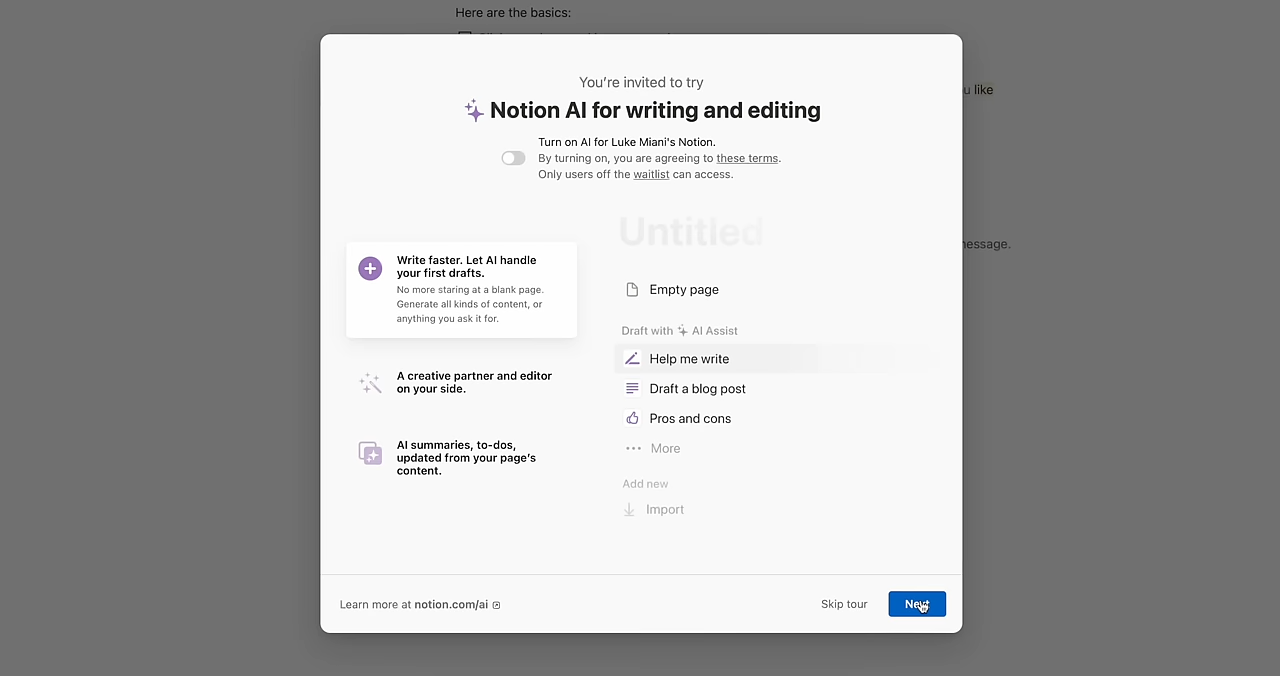 Here are the basics:
You're invited to try
Notion AI for writing and editing
Turn on AI for Luke Miani's Notion.
By turning on, you are agreeing to these terms.
Only users off the waitlist can access.
like
message.
Write faster. Let AI handle
your first drafts.
No more staring at a blank page.
Generate all kinds of content, or
anything you ask it for.
A creative partner and editor
on your side.
AI summaries, to-dos,
updated from your page's
content.
Untitled
Empty page
Draft with AI Assist
Help me write
Draft a blog post
Pros and cons
More
Add new
Import
Learn more at notion.com/ai
Skip tour
Next